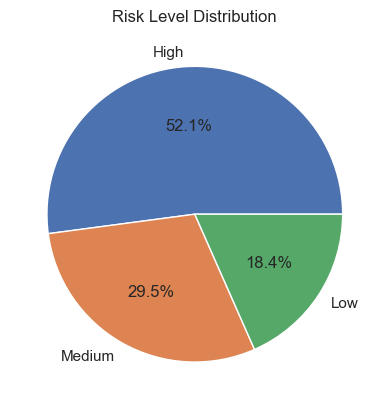 Risk Level Distribution
High
52.1%
18.4%
29.5%
Low
Medium